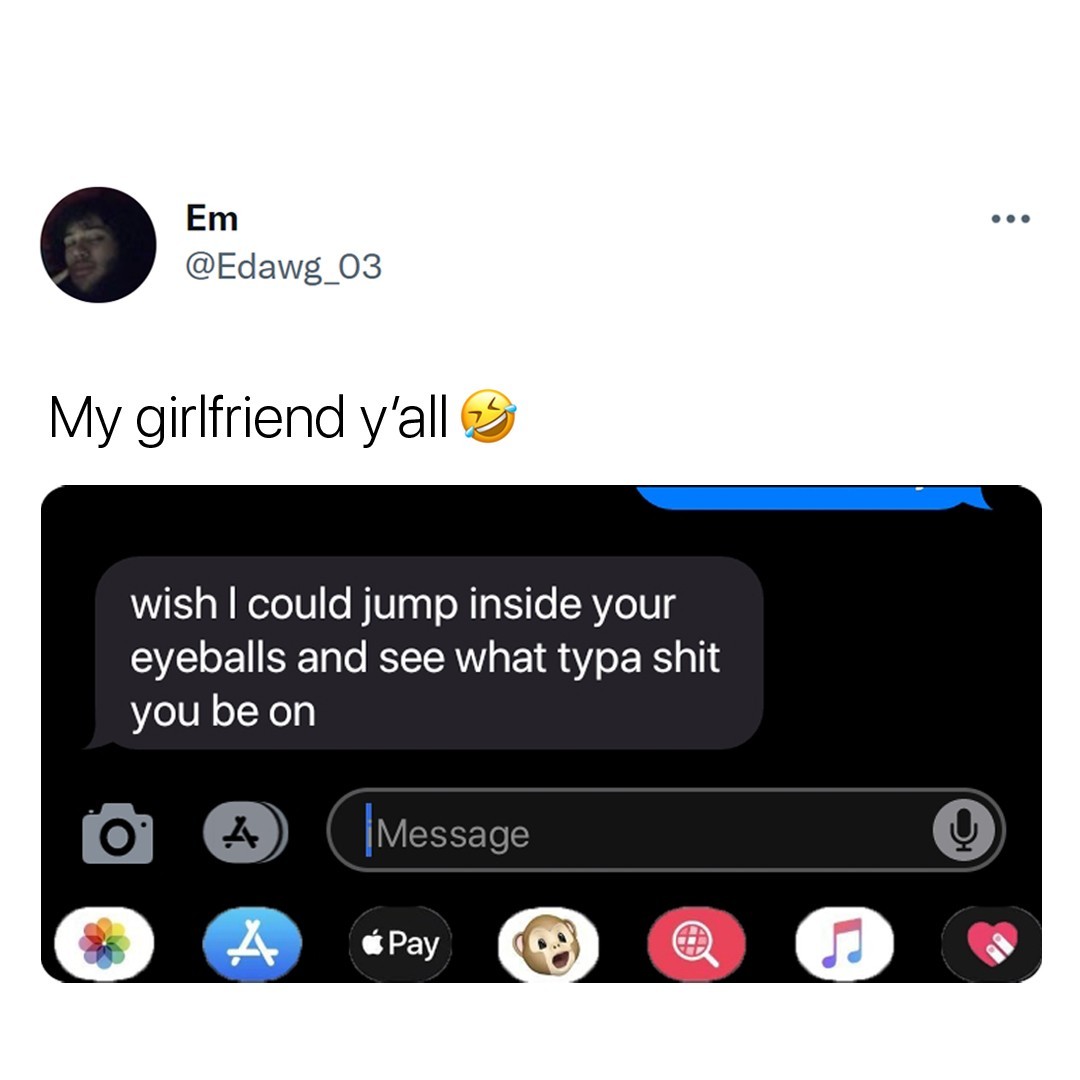 Em
@Edawg_03
My girlfriend y'all 🤣
wish I could jump inside your
eyeballs and see what typa shit
you be on
iMessage
Pay